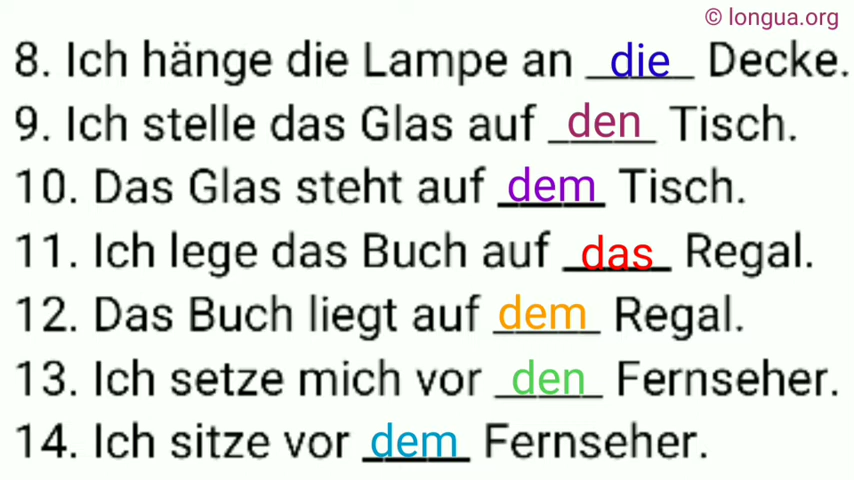 © longua.org
8. Ich hänge die Lampe an die Decke.
9. Ich stelle das Glas auf den Tisch.
10. Das Glas steht auf dem Tisch.
11. Ich lege das Buch auf das Regal.
12. Das Buch liegt auf dem Regal.
13. Ich setze mich vor den Fernseher.
14. Ich sitze vor dem Fernseher.